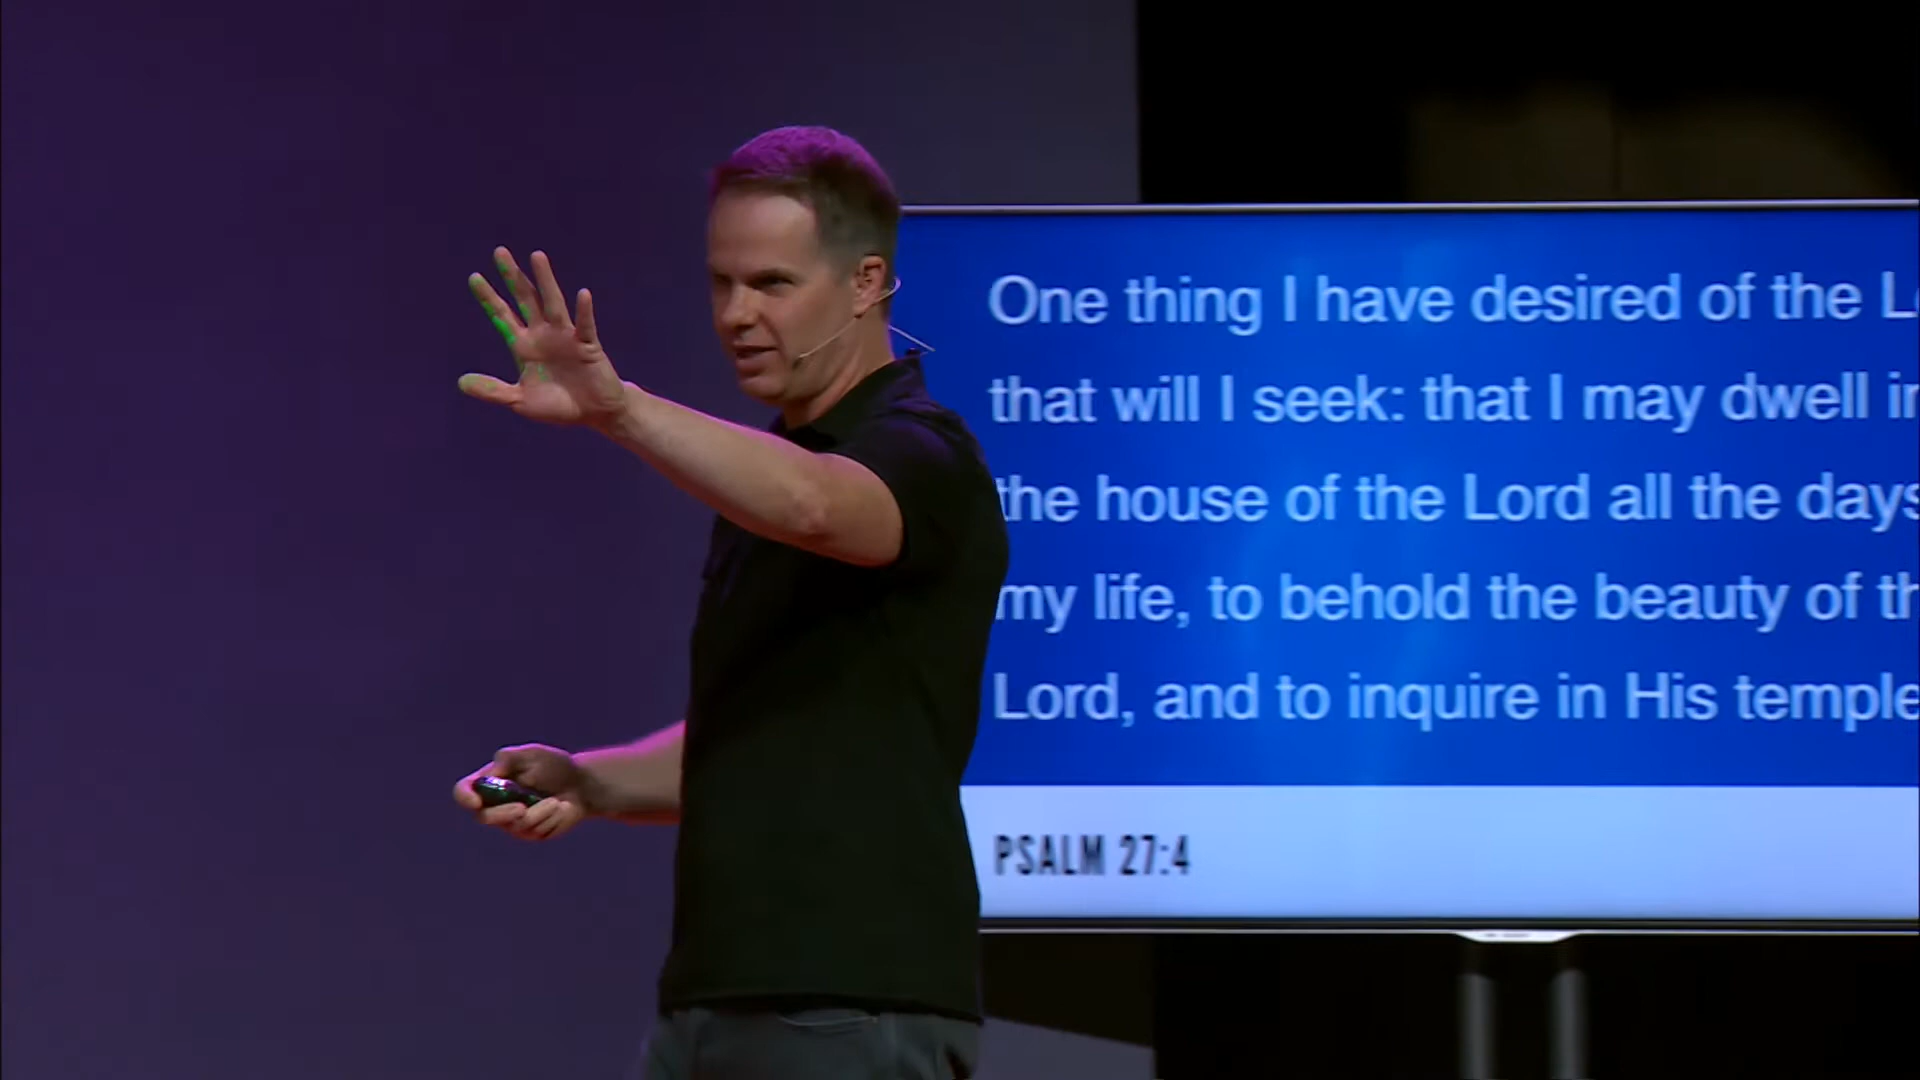 One thing I have desired of the L
that will I seek: that I may dwell in
the house of the Lord all the days
my life, to behold the beauty of th
Lord, and to inquire in His temple
PSALM 27:4